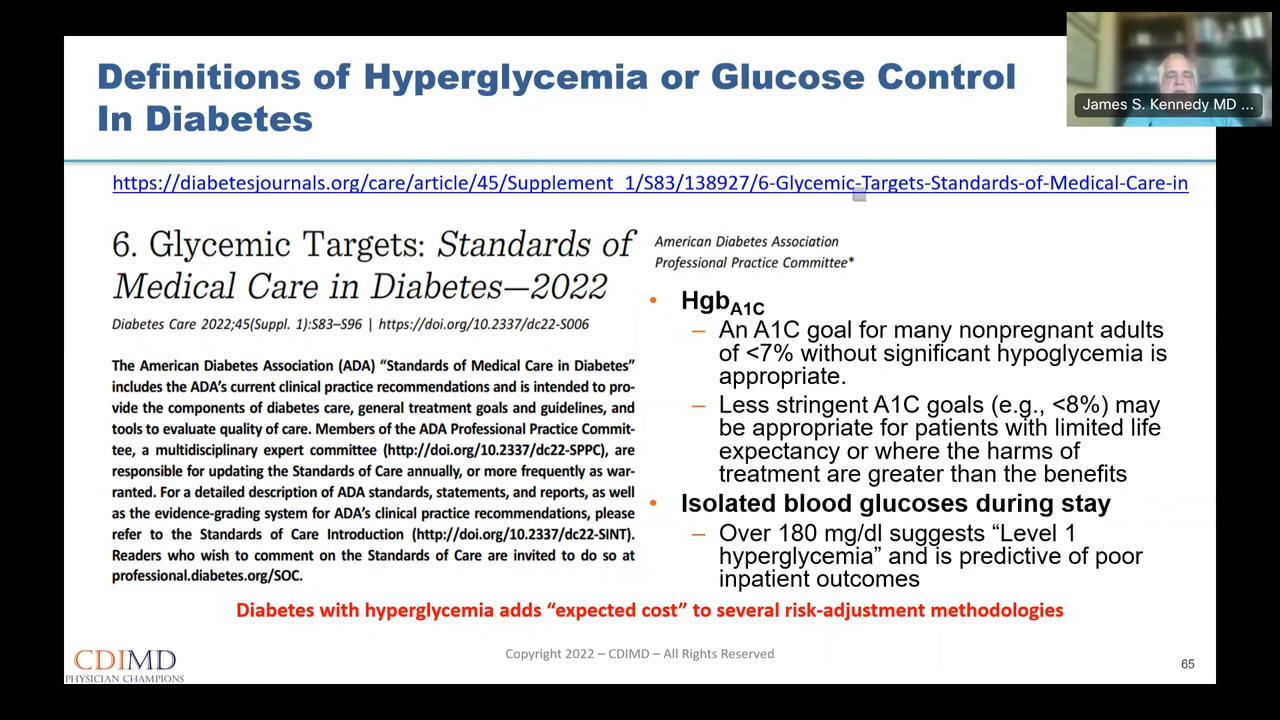 Definitions of Hyperglycemia or Glucose Control
In Diabetes
James S. Kennedy MD ...
https://diabetesjournals.org/care/article/45/Supplement_1/S83/138927/6-Glycemic-Targets-Standards-of-Medical-Care-in
6. Glycemic Targets: Standards of
Medical Care in Diabetes—2022
Diabetes Care 2022;45(Suppl. 1):S83–S96 | https://doi.org/10.2337/dc22-S006
The American Diabetes Association (ADA) “Standards of Medical Care in Diabetes”
includes the ADA’s current clinical practice recommendations and is intended to pro-
vide the components of diabetes care, general treatment goals and guidelines, and
tools to evaluate quality of care. Members of the ADA Professional Practice Commit-
tee, a multidisciplinary expert committee (http://doi.org/10.2337/dc22-SPPC), are
responsible for updating the Standards of Care annually, or more frequently as war-
ranted. For a detailed description of ADA standards, statements, and reports, as well
as the evidence-grading system for ADA’s clinical practice recommendations, please
refer to the Standards of Care Introduction (http://doi.org/10.2337/dc22-SINT).
Readers who wish to comment on the Standards of Care are invited to do so at
professional.diabetes.org/SOC.
American Diabetes Association
Professional Practice Committee*
• HgbA1C
– An A1C goal for many nonpregnant adults
of <7% without significant hypoglycemia is
appropriate.
– Less stringent A1C goals (e.g., <8%) may
be appropriate for patients with limited life
expectancy or where the harms of
treatment are greater than the benefits
• Isolated blood glucoses during stay
– Over 180 mg/dl suggests “Level 1
hyperglycemia” and is predictive of poor
inpatient outcomes
Diabetes with hyperglycemia adds “expected cost” to several risk-adjustment methodologies
CDIMD
PHYSICIAN CHAMPIONS
Copyright 2022 – CDIMD – All Rights Reserved
65